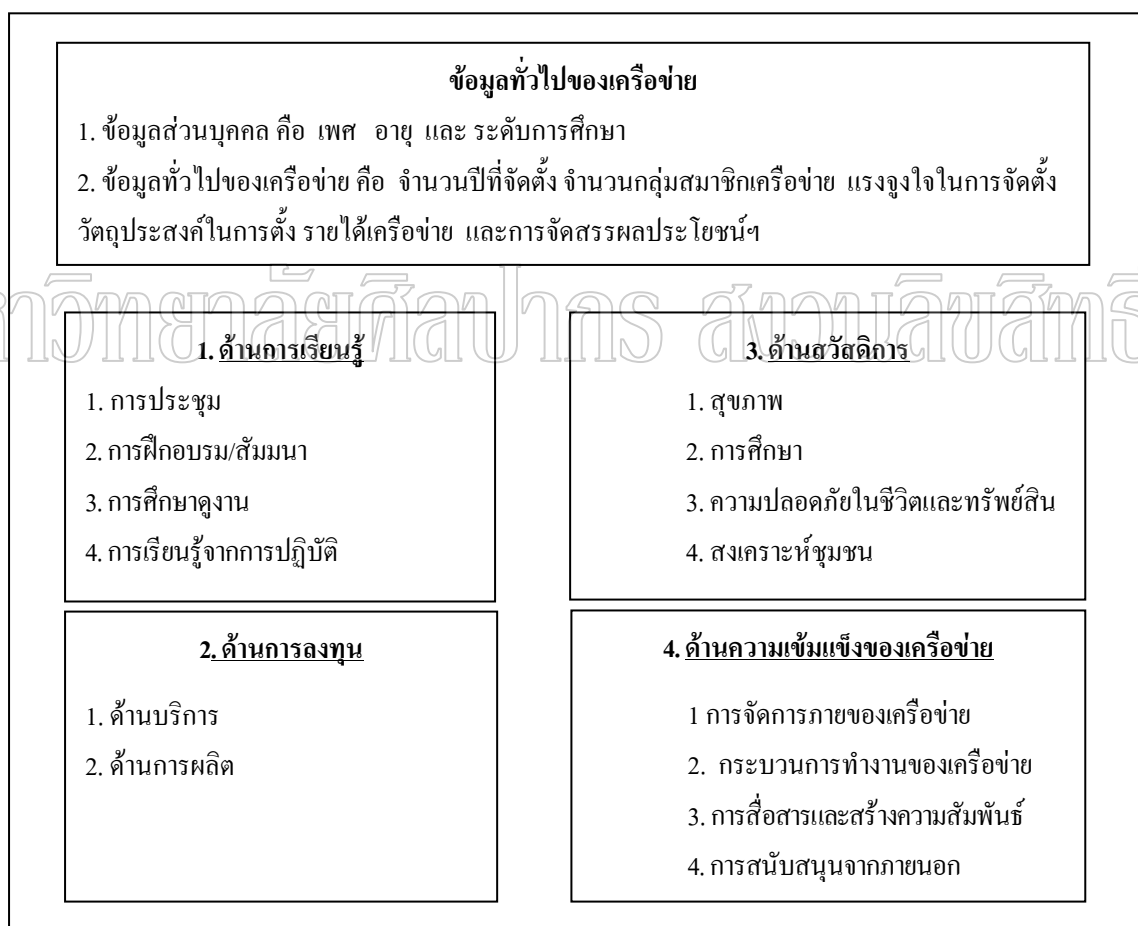 ข้อมูลทั่วไปของเครือข่าย
1. ข้อมูลส่วนบุคคล คือ เพศ อายุ และ ระดับการศึกษา
2. ข้อมูลทั่วไปของเครือข่าย คือ จำนวนปีที่จัดตั้ง จำนวนกลุ่มสมาชิกเครือข่าย แรงจูงใจในการจัดตั้ง
วัตถุประสงค์ในการตั้ง รายได้เครือข่าย และการจัดสรรผลประโยชน์ฯ
หาวิทยาลัยศิลปากร สงวนลิขสิทธิ
1. ด้านการเรียนรู้
1. การประชุม
2. การฝึกอบรม/สัมมนา
3. การศึกษาดูงาน
4. การเรียนรู้จากการปฏิบัติ
2. ด้านการลงทุน
1. ด้านบริการ
2. ด้านการผลิต
3. ด้านสวัสดิการ
1. สุขภาพ
2. การศึกษา
3. ความปลอดภัยในชีวิตและทรัพย์สิน
4. สงเคราะห์ชุมชน
4. ด้านความเข้มแข็งของเครือข่าย
1 การจัดการภายของเครือข่าย
2. กระบวนการทำงานของเครือข่าย
3. การสื่อสารและสร้างความสัมพันธ์
4. การสนับสนุนจากภายนอก